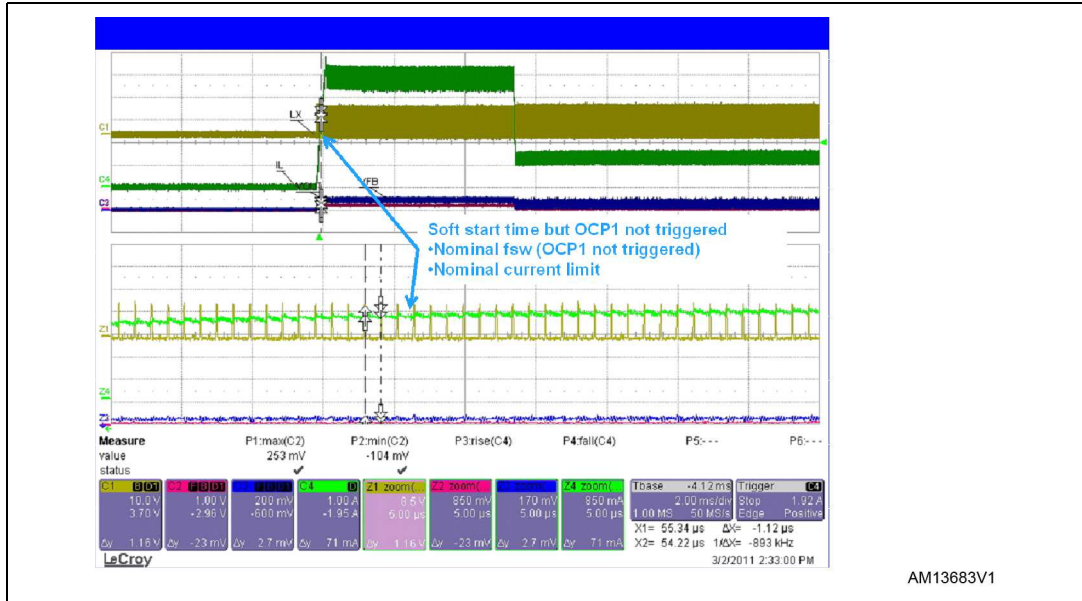 LX
C1
IL
C4
VFB
C3
Soft start time but OCP1 not triggered
•Nominal fsw (OCP1 not triggered)
•Nominal current limit
Z1
Z4
Z3
Measure P1:max(C2) P2:min(C2) P3:rise(C4) P4:fall(C4) P5:- - - P6:- - -
value 253 mV -104 mV
status ✔ ✔
C1 C2 C3 C4 D Z1 zoom(... Z2 zoom(... Z4 zoom(... Tbase -4.12 ms Trigger C4
10.0 V 1.00 V 200 mV 1.00 A 8.5 V 850 mV 170 mV 850 mA 2.00 ms/div Stop 1.92 A
3.70 V -2.96 V -600 mV -1.95 A 5.00 µs 5.00 µs 5.00 µs 5.00 µs 1.00 MS 50 MS/s Edge Positive
X1= 55.34 µs ΔX= -1.12 µs
Δy 1.16 V Δy -23 mV Δy 2.7 mV Δy 71 mA Δy 1.16 V Δy -23 mV Δy 2.7 mV Δy 71 mA X2= 54.22 µs 1/ΔX= -893 kHz
LeCroy 3/2/2011 2:33:00 PM
AM13683V1